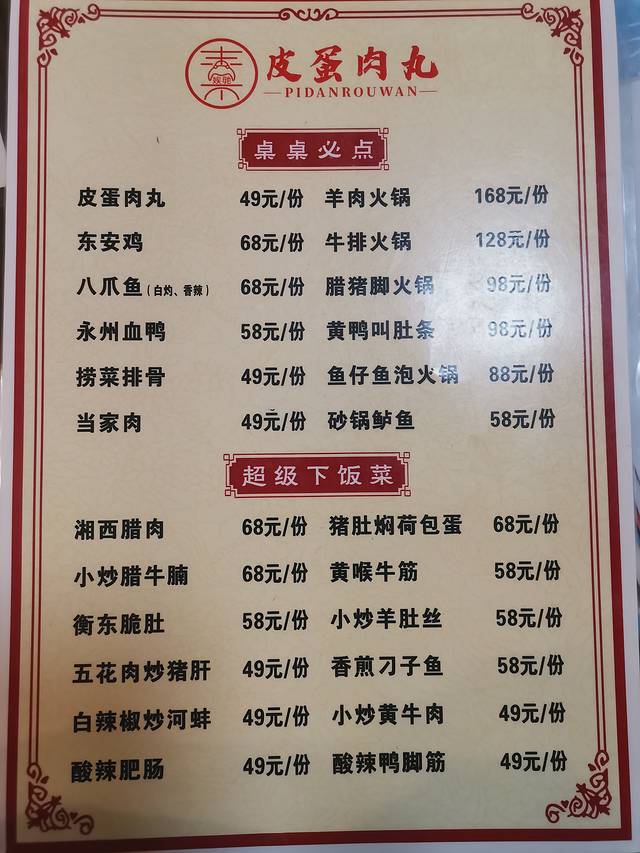 皮蛋肉丸
PIDANROUWAN
桌桌必点
皮蛋肉丸 49元/份 羊肉火锅 168元/份
东安鸡 68元/份 牛排火锅 128元/份
八爪鱼(白灼、香辣) 68元/份 腊猪脚火锅 98元/份
永州血鸭 58元/份 黄鸭叫肚条 98元/份
捞菜排骨 49元/份 鱼仔鱼泡火锅 88元/份
当家肉 49元/份 砂锅鲈鱼 58元/份
超级下饭菜
湘西腊肉 68元/份 猪肚焖荷包蛋 68元/份
小炒腊牛腩 68元/份 黄喉牛筋 58元/份
衡东脆肚 58元/份 小炒羊肚丝 58元/份
五花肉炒猪肝 49元/份 香煎刁子鱼 58元/份
白辣椒炒河蚌 49元/份 小炒黄牛肉 49元/份
酸辣肥肠 49元/份 酸辣鸭脚筋 49元/份